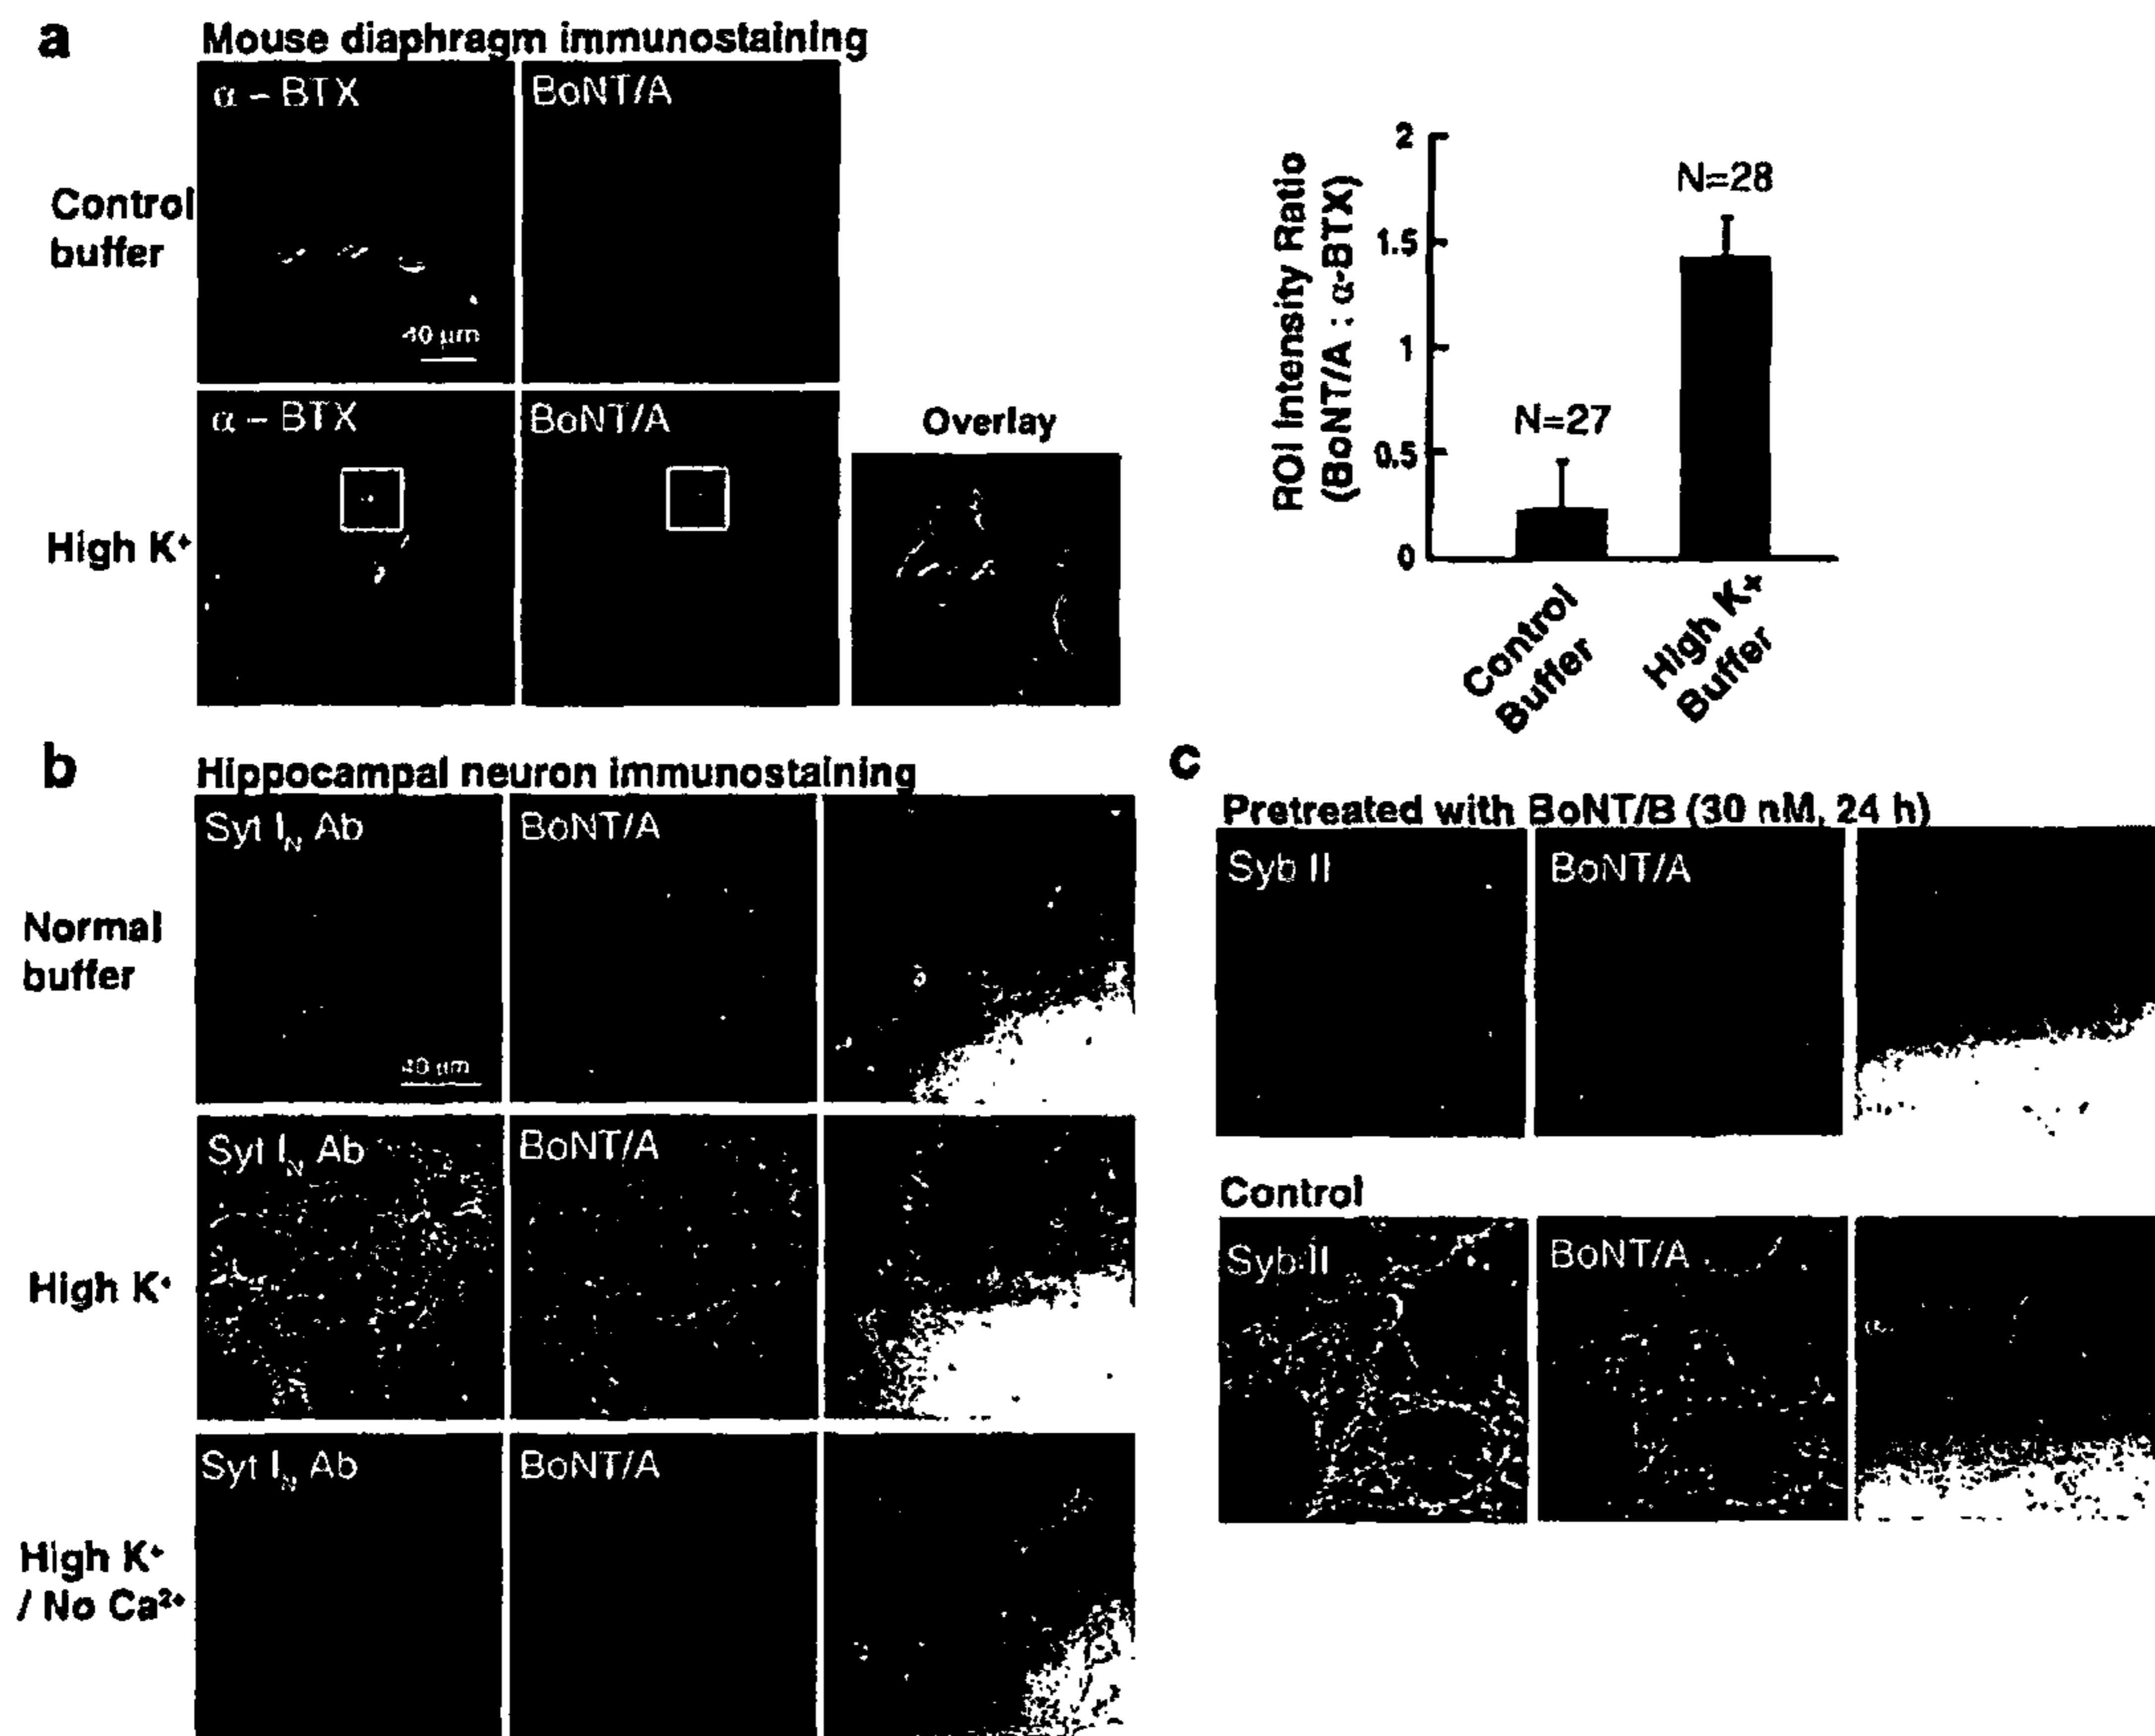 a
Mouse diaphragm immunostaining
α – BTX
BoNT/A
Control
buffer
40 µm
α – BTX
BoNT/A
Overlay
High K+
ROI Intensity Ratio
(BoNT/A : α-BTX)
2
1.5
1
0.5
0
N=27
N=28
Control
Buffer
High K+
Buffer
b
Hippocampal neuron immunostaining
Syt IN Ab
BoNT/A
Normal
buffer
40 µm
Syt IN Ab
BoNT/A
High K+
Syt IN Ab
BoNT/A
High K+
/ No Ca2+
c
Pretreated with BoNT/B (30 nM, 24 h)
Syb II
BoNT/A
Control
Syb II
BoNT/A